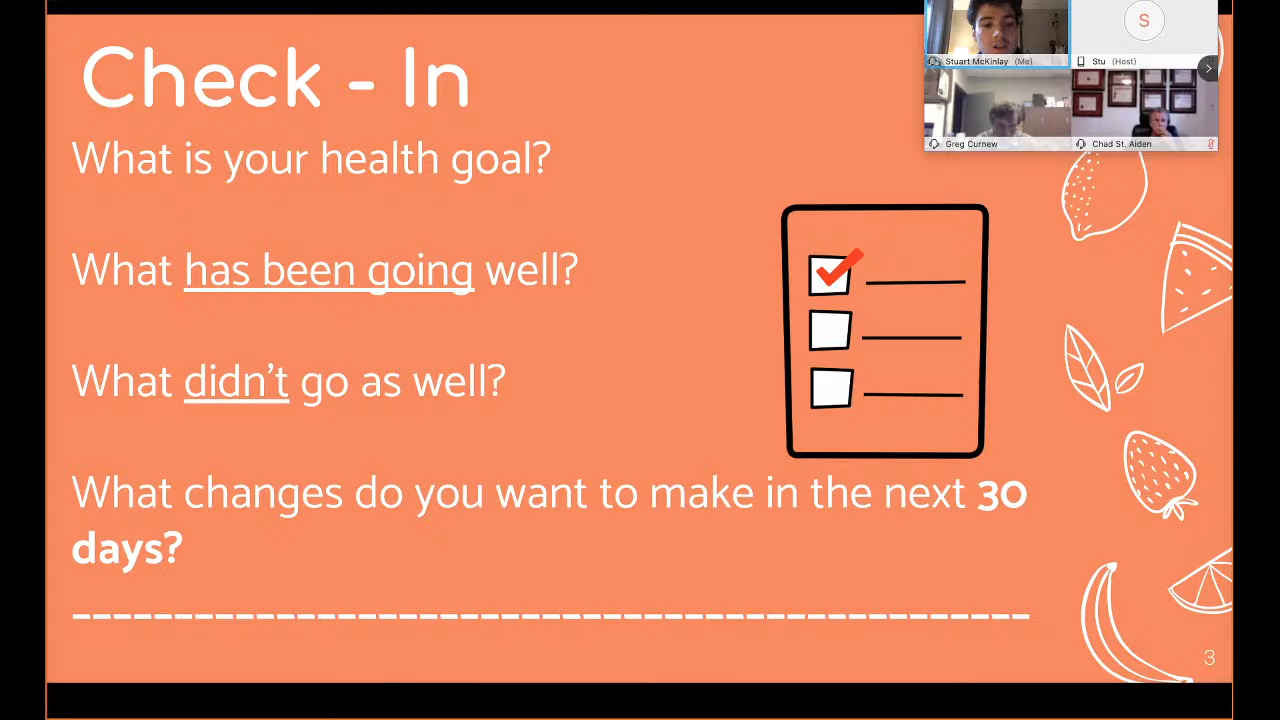 Check - In
What is your health goal?
What has been going well?
What didn't go as well?
What changes do you want to make in the next 30
days?
3
S
Stuart McKinlay (Me)
Stu (Host)
Greg Curnew
Chad St. Aiden